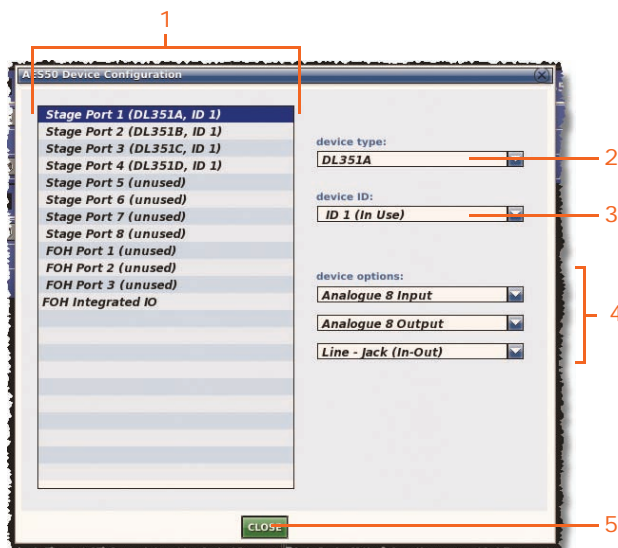 1
AES50 Device Configuration
Stage Port 1 (DL351A, ID 1)
Stage Port 2 (DL351B, ID 1)
Stage Port 3 (DL351C, ID 1)
Stage Port 4 (DL351D, ID 1)
Stage Port 5 (unused)
Stage Port 6 (unused)
Stage Port 7 (unused)
Stage Port 8 (unused)
FOH Port 1 (unused)
FOH Port 2 (unused)
FOH Port 3 (unused)
FOH Integrated IO
device type:
DL351A
2
device ID:
ID 1 (In Use)
3
device options:
Analogue 8 Input
Analogue 8 Output
Line - Jack (In-Out)
4
CLOSE
5